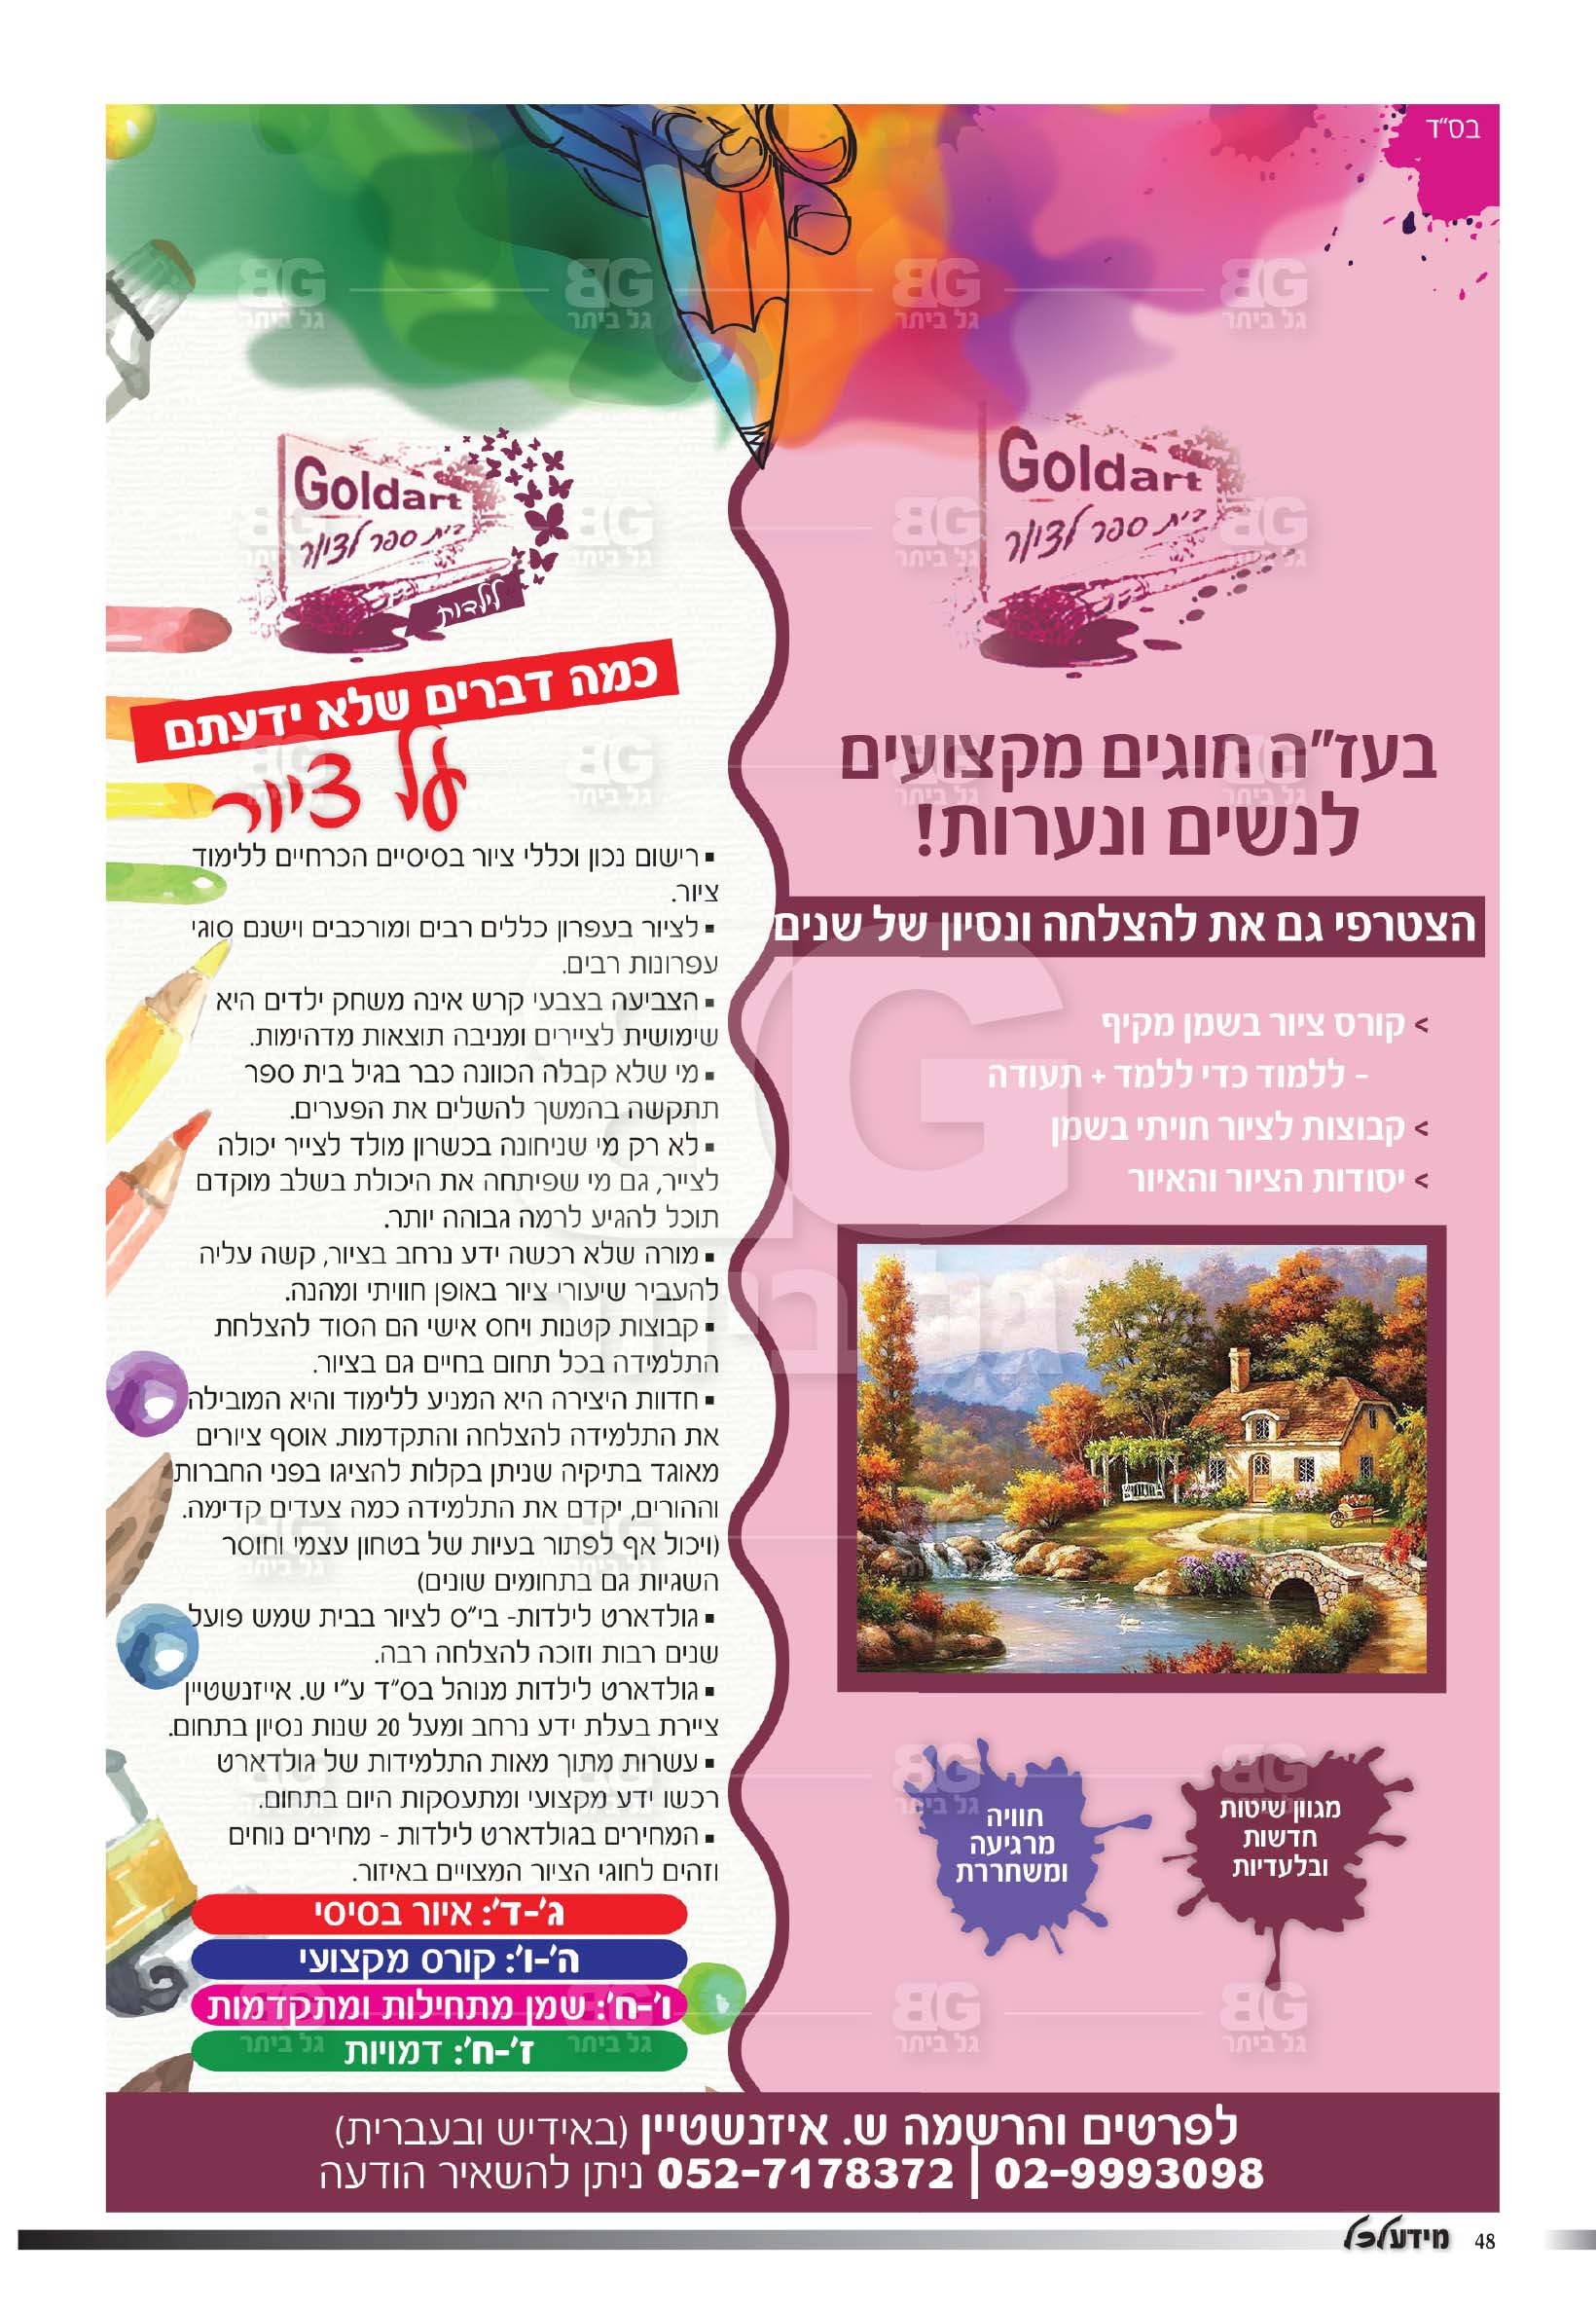 בס"ד
Goldart
בית ספר לציור
בעז"ה חוגים מקצועים
לנשים ונערות!
הצטרפי גם את להצלחה ונסיון של שנים
> קורס ציור בשמן מקיף
- ללמוד כדי ללמד + תעודה
> קבוצות לציור חויתי בשמן
> יסודות הציור והאיור
מגוון שיטות
חדשות
ובלעדיות
חוויה
מרגיעה
ומשחררת
Goldart
בית ספר לציור
לילדות
כמה דברים שלא ידעתם
על ציור
▪ רישום נכון וכללי ציור בסיסיים הכרחיים ללימוד
ציור.
▪ לציור בעפרון כללים רבים ומורכבים וישנם סוגי
עפרונות רבים.
▪ הצביעה בצבעי קרש אינה משחק ילדים היא
שימושית לציירים ומניבה תוצאות מדהימות.
▪ מי שלא קבלה הכוונה כבר בגיל בית ספר
תתקשה בהמשך להשלים את הפערים.
▪ לא רק מי שניחונה בכשרון מולד לצייר יכולה
לצייר, גם מי שפיתחה את היכולת בשלב מוקדם
תוכל להגיע לרמה גבוהה יותר.
▪ מורה שלא רכשה ידע נרחב בציור, קשה עליה
להעביר שיעורי ציור באופן חוויתי ומהנה.
▪ קבוצות קטנות ויחס אישי הם הסוד להצלחת
התלמידה בכל תחום בחיים גם בציור.
▪ חדוות היצירה היא המניע ללימוד והיא המובילה
את התלמידה להצלחה והתקדמות. אוסף ציורים
מאוגד בתיקיה שניתן בקלות להציגו בפני החברות
וההורים, יקדם את התלמידה כמה צעדים קדימה.
(ויכול אף לפתור בעיות של בטחון עצמי וחוסר
השגיות גם בתחומים שונים)
▪ גולדארט לילדות- בי"ס לציור בבית שמש פועל
שנים רבות וזוכה להצלחה רבה.
▪ גולדארט לילדות מנוהל בס"ד ע"י ש. אייזנשטיין
ציירת בעלת ידע נרחב ומעל 20 שנות נסיון בתחום.
▪ עשרות מתוך מאות התלמידות של גולדארט
רכשו ידע מקצועי ומתעסקות היום בתחום.
▪ המחירים בגולדארט לילדות - מחירים נוחים
וזהים לחוגי הציור המצויים באיזור.
ג'-ד': איור בסיסי
ה'-ו': קורס מקצועי
ו'-ח': שמן מתחילות ומתקדמות
ז'-ח': דמויות
לפרטים והרשמה ש. איזנשטיין (באידיש ובעברית)
02-9993098 | 052-7178372 ניתן להשאיר הודעה
48 מידע לכל
BG
גל ביתר